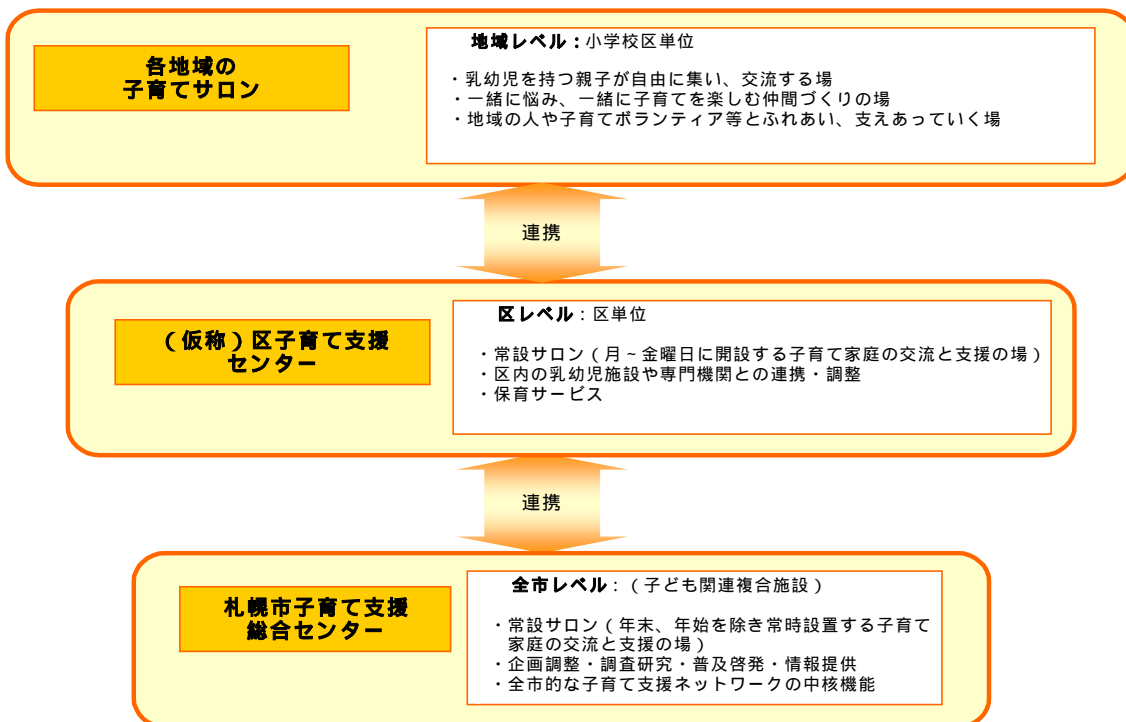 各地域の
子育てサロン
地域レベル：小学校区単位
・乳幼児を持つ親子が自由に集い、交流する場
・一緒に悩み、一緒に子育てを楽しむ仲間づくりの場
・地域の人や子育てボランティア等とふれあい、支えあっていく場
連携
（仮称）区子育て支援
センター
区レベル：区単位
・常設サロン（月～金曜日に開設する子育て家庭の交流と支援の場）
・区内の乳幼児施設や専門機関との連携・調整
・保育サービス
連携
札幌市子育て支援
総合センター
全市レベル：（子ども関連複合施設）
・常設サロン（年末、年始を除き常時設置する子育て
家庭の交流と支援の場）
・企画調整・調査研究・普及啓発・情報提供
・全市的な子育て支援ネットワークの中核機能